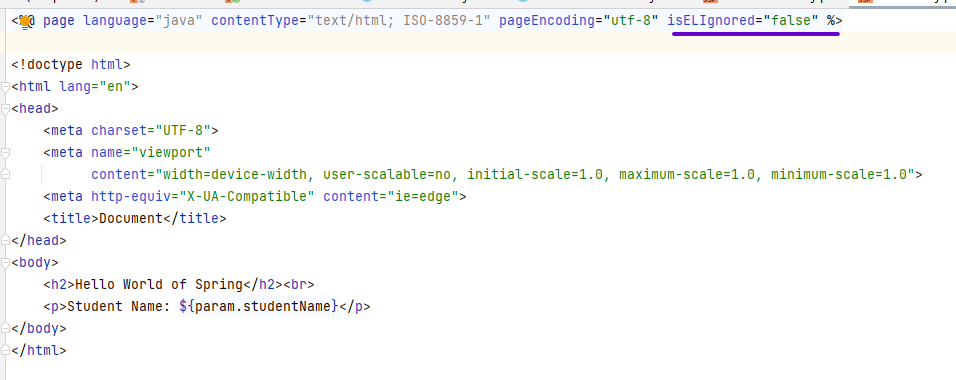 <%@ page language="java" contentType="text/html; ISO-8859-1" pageEncoding="utf-8" isELIgnored="false" %>
<!doctype html>
<html lang="en">
<head>
<meta charset="UTF-8">
<meta name="viewport"
content="width=device-width, user-scalable=no, initial-scale=1.0, maximum-scale=1.0, minimum-scale=1.0">
<meta http-equiv="X-UA-Compatible" content="ie=edge">
<title>Document</title>
</head>
<body>
<h2>Hello World of Spring</h2><br>
<p>Student Name: ${param.studentName}</p>
</body>
</html>